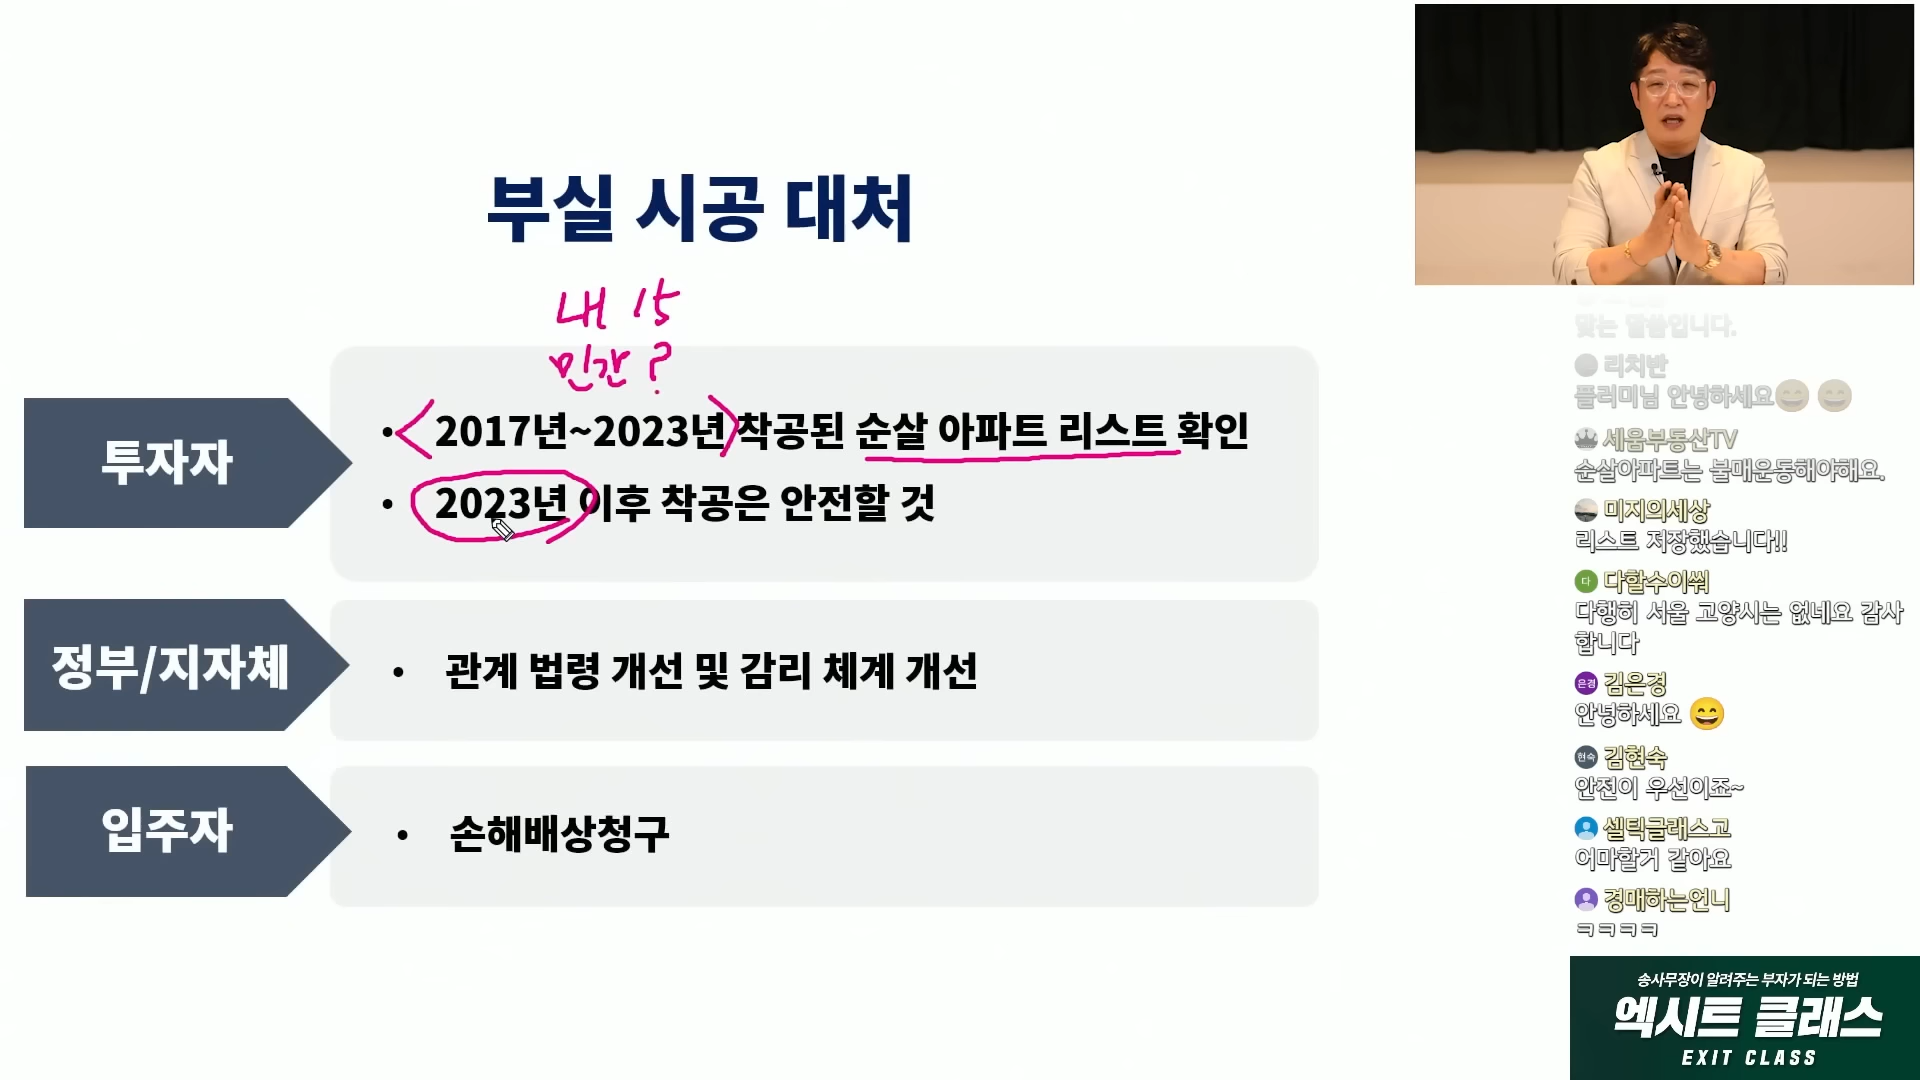 부실 시공 대처
내 15
민간 ?
투자자
• 2017년~2023년 착공된 순살 아파트 리스트 확인
• 2023년 이후 착공은 안전할 것
정부/지자체
• 관계 법령 개선 및 감리 체계 개선
입주자
• 손해배상청구
맞는 말씀입니다.
리치반
플러미님 안녕하세요😄 😄
세움부동산TV
순살아파트는 불매운동해야해요.
미지의세상
리스트 저장했습니다!!
다 다할수이쒀
다행히 서울 고양시는 없네요 감사
합니다
은경 김은경
안녕하세요 😄
현숙 김현숙
안전이 우선이죠~
셀틱클래스고
어마할거 같아요
경매하는언니
ㅋㅋㅋㅋ
송사무장이 알려주는 부자가 되는 방법
엑시트 클래스
EXIT CLASS